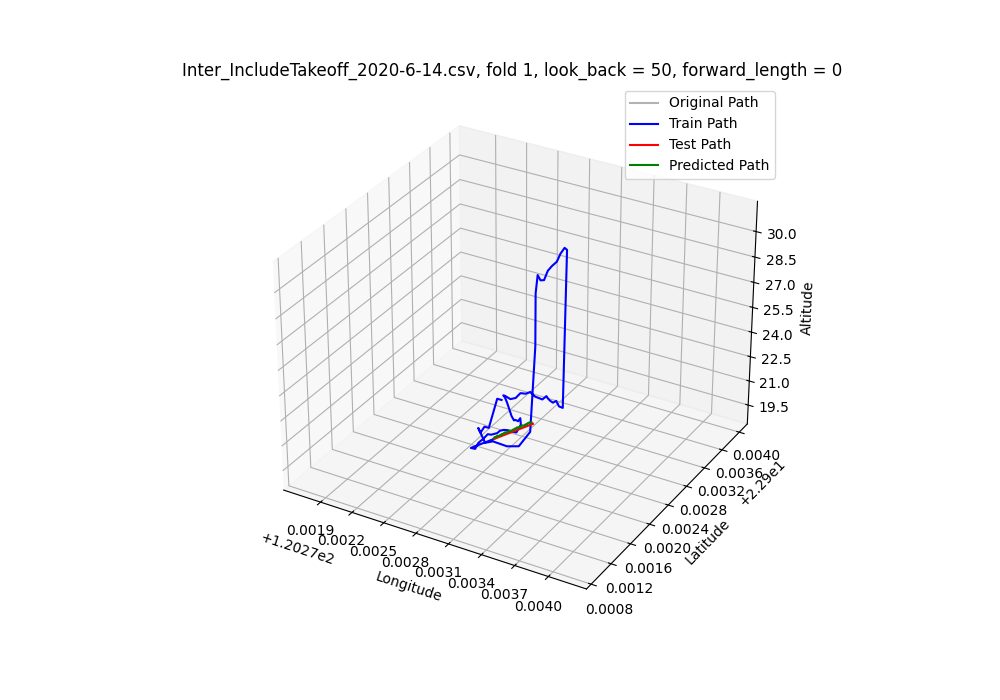 Inter_IncludeTakeoff_2020-6-14.csv, fold 1, look_back = 50, forward_length = 0
Original Path
Train Path
Test Path
Predicted Path
30.0
28.5
27.0
25.5
24.0
22.5
21.0
19.5
Altitude
0.0040
0.0036
0.0032
0.0028
0.0024
0.0020
0.0016
0.0012
0.0008
+2.29e1
Latitude
0.0019
0.0022
0.0025
0.0028
0.0031
0.0034
0.0037
0.0040
+1.2027e2
Longitude